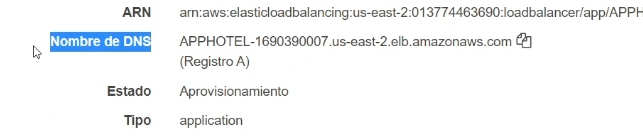 ARN arn:aws:elasticloadbalancing:us-east-2:013774463690:loadbalancer/app/APPH
Nombre de DNS APPHOTEL-1690390007.us-east-2.elb.amazonaws.com
(Registro A)
Estado Aprovisionamiento
Tipo application